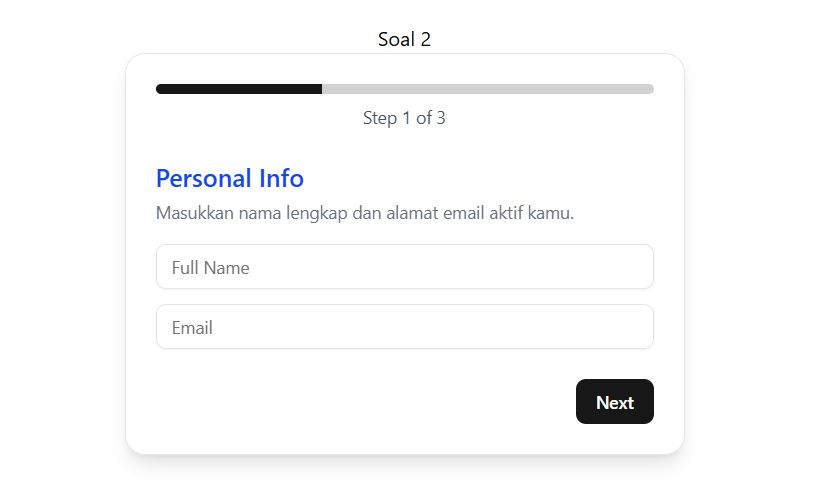 Soal 2
Step 1 of 3
Personal Info
Masukkan nama lengkap dan alamat email aktif kamu.
Full Name
Email
Next